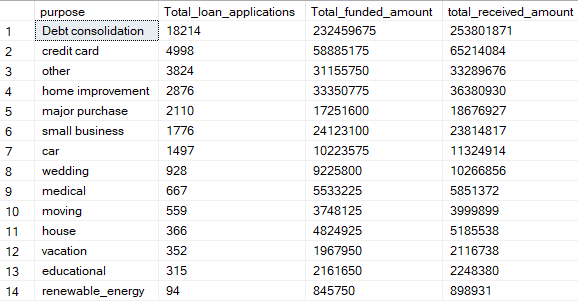 purpose Total_loan_applications Total_funded_amount total_received_amount
1 Debt consolidation 18214 232459675 253801871
2 credit card 4998 58885175 65214084
3 other 3824 31155750 33289676
4 home improvement 2876 33350775 36380930
5 major purchase 2110 17251600 18676927
6 small business 1776 24123100 23814817
7 car 1497 10223575 11324914
8 wedding 928 9225800 10266856
9 medical 667 5533225 5851372
10 moving 559 3748125 3999899
11 house 366 4824925 5185538
12 vacation 352 1967950 2116738
13 educational 315 2161650 2248380
14 renewable_energy 94 845750 898931